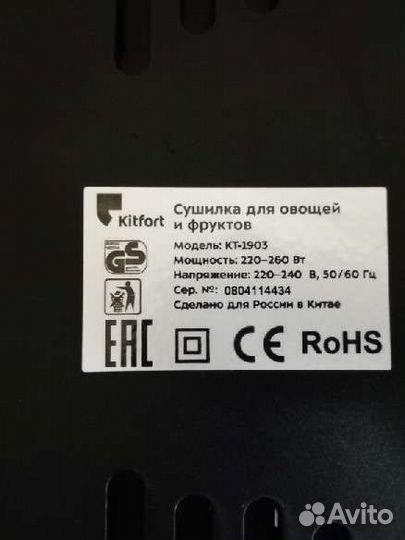 Kitfort
Сушилка для овощей
и фруктов
Модель: КТ-1903
Мощность: 220–260 Вт
Напряжение: 220–240 В, 50/60 Гц
Сер. №: 0804114434
Сделано для России в Китае
GS
EAC
CE RoHS
Avito